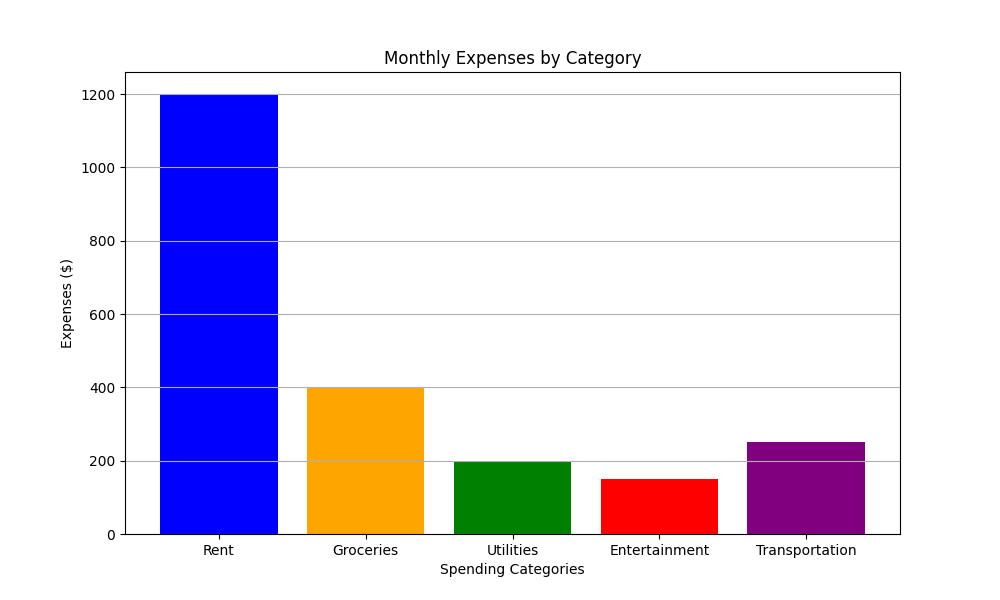 Monthly Expenses by Category
1200
1000
800
600
400
200
0
Expenses ($)
Rent Groceries Utilities Entertainment Transportation
Spending Categories